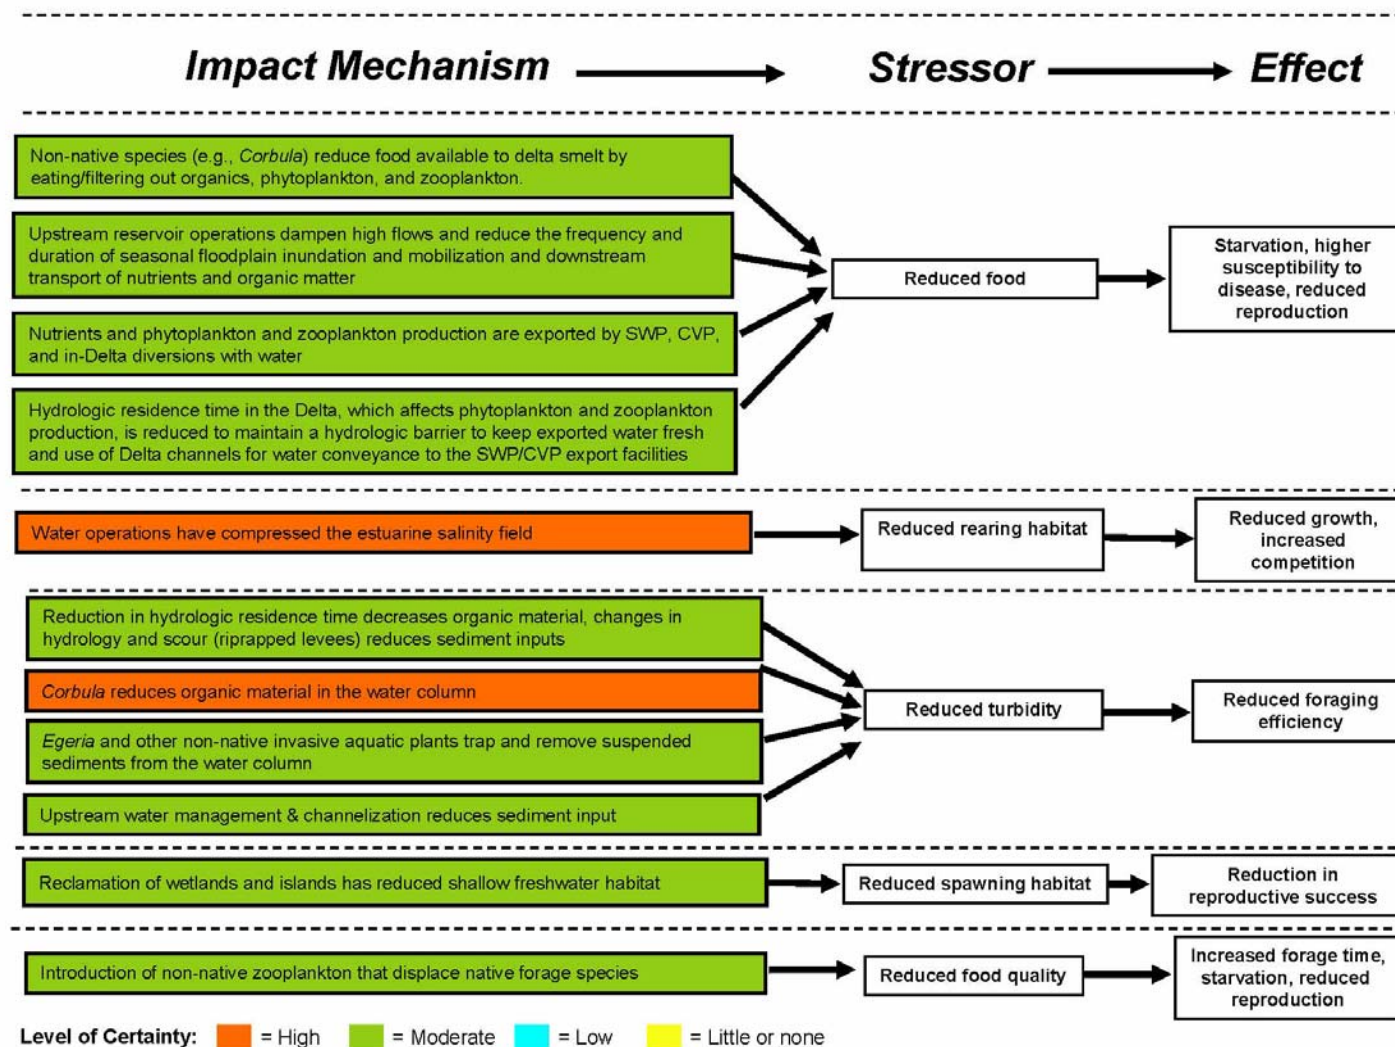 Impact Mechanism Stressor Effect
Non-native species (e.g., Corbula) reduce food available to delta smelt by
eating/filtering out organics, phytoplankton, and zooplankton.
Upstream reservoir operations dampen high flows and reduce the frequency and
duration of seasonal floodplain inundation and mobilization and downstream
transport of nutrients and organic matter
Nutrients and phytoplankton and zooplankton production are exported by SWP, CVP,
and in-Delta diversions with water
Hydrologic residence time in the Delta, which affects phytoplankton and zooplankton
production, is reduced to maintain a hydrologic barrier to keep exported water fresh
and use of Delta channels for water conveyance to the SWP/CVP export facilities
Reduced food
Starvation, higher
susceptibility to
disease, reduced
reproduction
Water operations have compressed the estuarine salinity field
Reduced rearing habitat
Reduced growth,
increased
competition
Reduction in hydrologic residence time decreases organic material, changes in
hydrology and scour (riprapped levees) reduces sediment inputs
Corbula reduces organic material in the water column
Egeria and other non-native invasive aquatic plants trap and remove suspended
sediments from the water column
Upstream water management & channelization reduces sediment input
Reduced turbidity
Reduced foraging
efficiency
Reclamation of wetlands and islands has reduced shallow freshwater habitat
Reduced spawning habitat
Reduction in
reproductive success
Introduction of non-native zooplankton that displace native forage species
Reduced food quality
Increased forage time,
starvation, reduced
reproduction
Level of Certainty: = High = Moderate = Low = Little or none